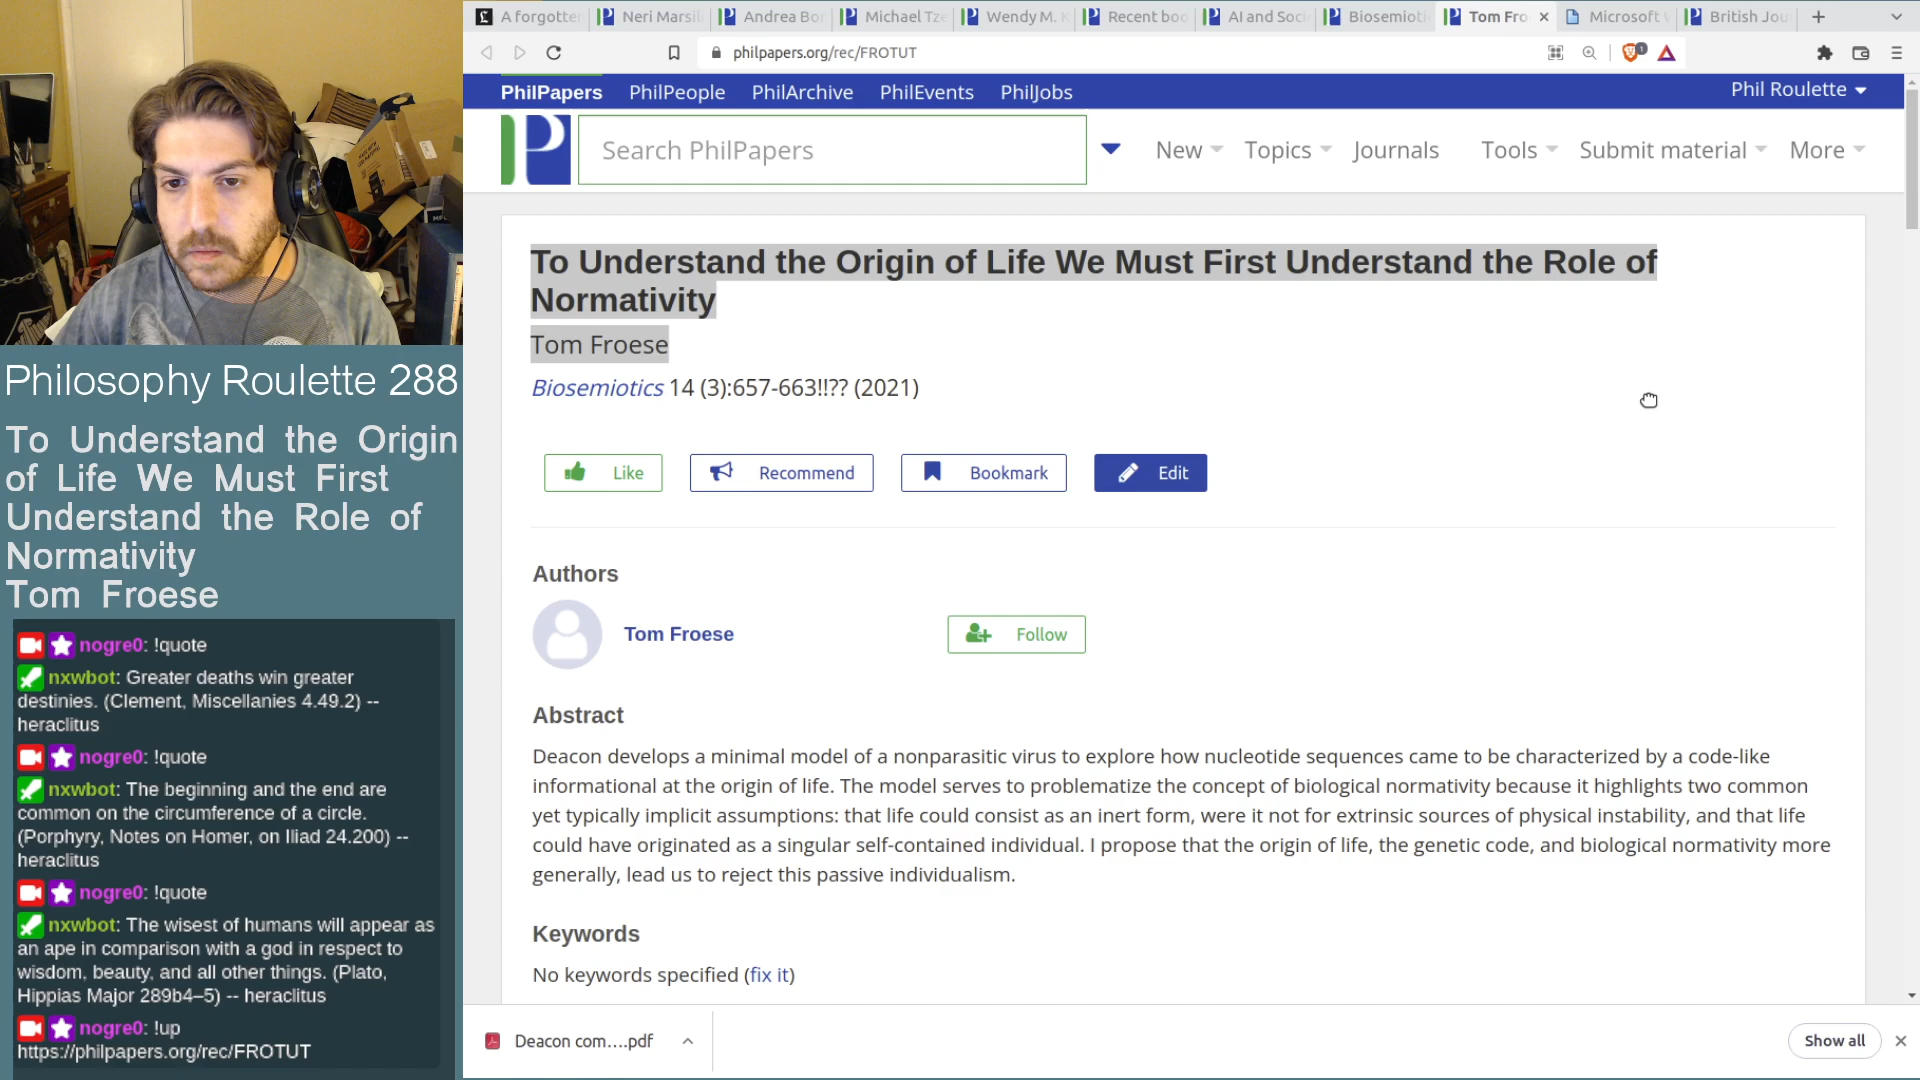 A forgotten
Neri Marsil
Andrea Bor
Michael Tze
Wendy M. K
Recent boo
AI and Soci
Biosemioti
Tom Fro
Microsoft
British Jou
philpapers.org/rec/FROTUT
PhilPapers PhilPeople PhilArchive PhilEvents PhilJobs
Phil Roulette
Search PhilPapers
New Topics Journals Tools Submit material More
To Understand the Origin of Life We Must First Understand the Role of
Normativity
Tom Froese
Biosemiotics 14 (3):657-663!!?? (2021)
Like Recommend Bookmark Edit
Authors
Tom Froese
Follow
Abstract
Deacon develops a minimal model of a nonparasitic virus to explore how nucleotide sequences came to be characterized by a code-like
informational at the origin of life. The model serves to problematize the concept of biological normativity because it highlights two common
yet typically implicit assumptions: that life could consist as an inert form, were it not for extrinsic sources of physical instability, and that life
could have originated as a singular self-contained individual. I propose that the origin of life, the genetic code, and biological normativity more
generally, lead us to reject this passive individualism.
Keywords
No keywords specified (fix it)
Deacon com....pdf
Show all
Philosophy Roulette 288
To Understand the Origin
of Life We Must First
Understand the Role of
Normativity
Tom Froese
nogre0: !quote
nxwbot: Greater deaths win greater
destinies. (Clement, Miscellanies 4.49.2) --
heraclitus
nogre0: !quote
nxwbot: The beginning and the end are
common on the circumference of a circle.
(Porphyry, Notes on Homer, on Iliad 24.200) --
heraclitus
nogre0: !quote
nxwbot: The wisest of humans will appear as
an ape in comparison with a god in respect to
wisdom, beauty, and all other things. (Plato,
Hippias Major 289b4–5) -- heraclitus
nogre0: !up
https://philpapers.org/rec/FROTUT